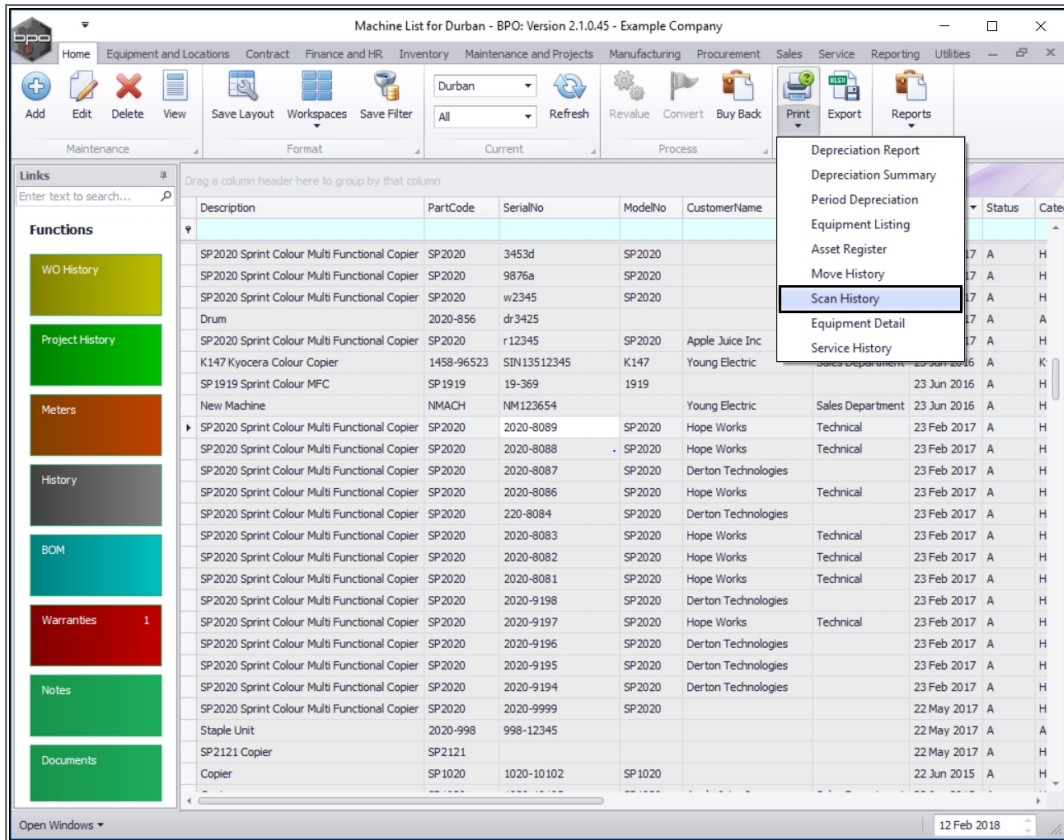 bpo
Machine List for Durban - BPO: Version 2.1.0.45 - Example Company
Home Equipment and Locations Contract Finance and HR Inventory Maintenance and Projects Manufacturing Procurement Sales Service Reporting Utilities
Durban
All
Add Edit Delete View Save Layout Workspaces Save Filter Refresh Revalue Convert Buy Back Print Export Reports
Maintenance Format Current Process
Depreciation Report
Depreciation Summary
Period Depreciation
Equipment Listing
Asset Register
Move History
Scan History
Equipment Detail
Service History
Links
Enter text to search...
Functions
WO History
Project History
Meters
History
BOM
Warranties 1
Notes
Documents
Drag a column header here to group by that column
Description PartCode SerialNo ModelNo CustomerName Status Cate
SP2020 Sprint Colour Multi Functional Copier SP2020 3453d SP2020 17 A H
SP2020 Sprint Colour Multi Functional Copier SP2020 9876a SP2020 17 A H
SP2020 Sprint Colour Multi Functional Copier SP2020 w2345 SP2020 17 A H
Drum 2020-856 dr3425 17 A A
SP2020 Sprint Colour Multi Functional Copier SP2020 r12345 SP2020 Apple Juice Inc 17 A H
K147 Kyocera Colour Copier 1458-96523 SIN13512345 K147 Young Electric Sales Department 23 Jun 2016 A K
SP1919 Sprint Colour MFC SP1919 19-369 1919 23 Jun 2016 A H
New Machine NMACH NM123654 Young Electric Sales Department 23 Jun 2016 A H
SP2020 Sprint Colour Multi Functional Copier SP2020 2020-8089 SP2020 Hope Works Technical 23 Feb 2017 A H
SP2020 Sprint Colour Multi Functional Copier SP2020 2020-8088 SP2020 Hope Works Technical 23 Feb 2017 A H
SP2020 Sprint Colour Multi Functional Copier SP2020 2020-8087 SP2020 Derton Technologies 23 Feb 2017 A H
SP2020 Sprint Colour Multi Functional Copier SP2020 2020-8086 SP2020 Hope Works Technical 23 Feb 2017 A H
SP2020 Sprint Colour Multi Functional Copier SP2020 220-8084 SP2020 Derton Technologies 23 Feb 2017 A H
SP2020 Sprint Colour Multi Functional Copier SP2020 2020-8083 SP2020 Hope Works Technical 23 Feb 2017 A H
SP2020 Sprint Colour Multi Functional Copier SP2020 2020-8082 SP2020 Hope Works Technical 23 Feb 2017 A H
SP2020 Sprint Colour Multi Functional Copier SP2020 2020-8081 SP2020 Hope Works Technical 23 Feb 2017 A H
SP2020 Sprint Colour Multi Functional Copier SP2020 2020-9198 SP2020 Derton Technologies 23 Feb 2017 A H
SP2020 Sprint Colour Multi Functional Copier SP2020 2020-9197 SP2020 Hope Works Technical 23 Feb 2017 A H
SP2020 Sprint Colour Multi Functional Copier SP2020 2020-9196 SP2020 Derton Technologies 23 Feb 2017 A H
SP2020 Sprint Colour Multi Functional Copier SP2020 2020-9195 SP2020 Derton Technologies 23 Feb 2017 A H
SP2020 Sprint Colour Multi Functional Copier SP2020 2020-9194 SP2020 Derton Technologies 23 Feb 2017 A H
SP2020 Sprint Colour Multi Functional Copier SP2020 2020-9999 SP2020 22 May 2017 A H
Staple Unit 2020-998 998-12345 22 May 2017 A A
SP2121 Copier SP2121 22 May 2017 A H
Copier SP1020 1020-10102 SP1020 22 Jun 2015 A H
Open Windows 12 Feb 2018